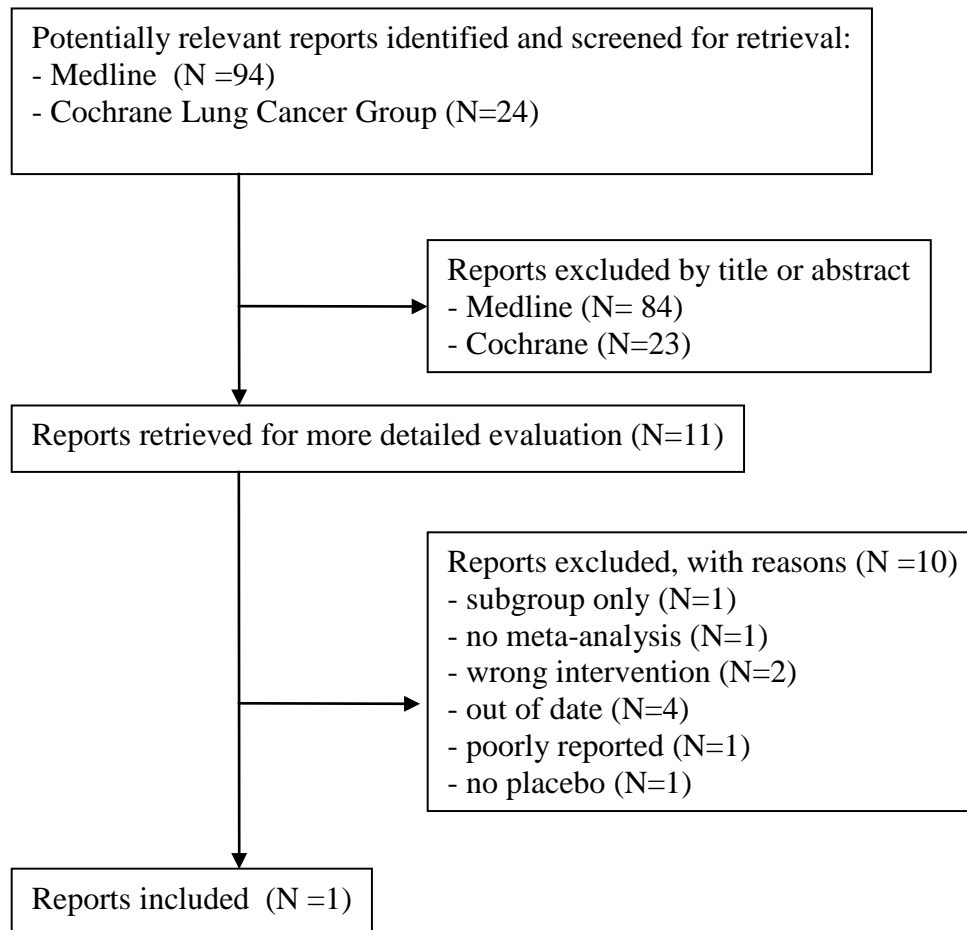 Potentially relevant reports identified and screened for retrieval:
- Medline (N =94)
- Cochrane Lung Cancer Group (N=24)
Reports excluded by title or abstract
- Medline (N= 84)
- Cochrane (N=23)
Reports retrieved for more detailed evaluation (N=11)
Reports excluded, with reasons (N =10)
- subgroup only (N=1)
- no meta-analysis (N=1)
- wrong intervention (N=2)
- out of date (N=4)
- poorly reported (N=1)
- no placebo (N=1)
Reports included (N =1)